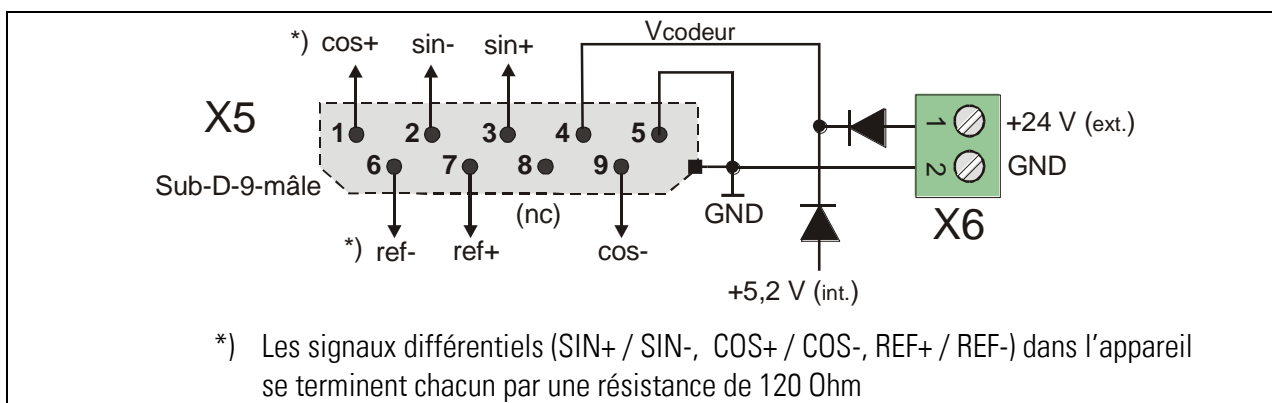 *) cos+ sin- sin+ Vcodeur
X5
1 2 3 4 5
1 +24 V (ext.)
6 7 8 9
2 GND
Sub-D-9-mâle
(nc) GND X6
*) ref- ref+ cos-
+5,2 V (int.)
*) Les signaux différentiels (SIN+ / SIN-, COS+ / COS-, REF+ / REF-) dans l'appareil
se terminent chacun par une résistance de 120 Ohm